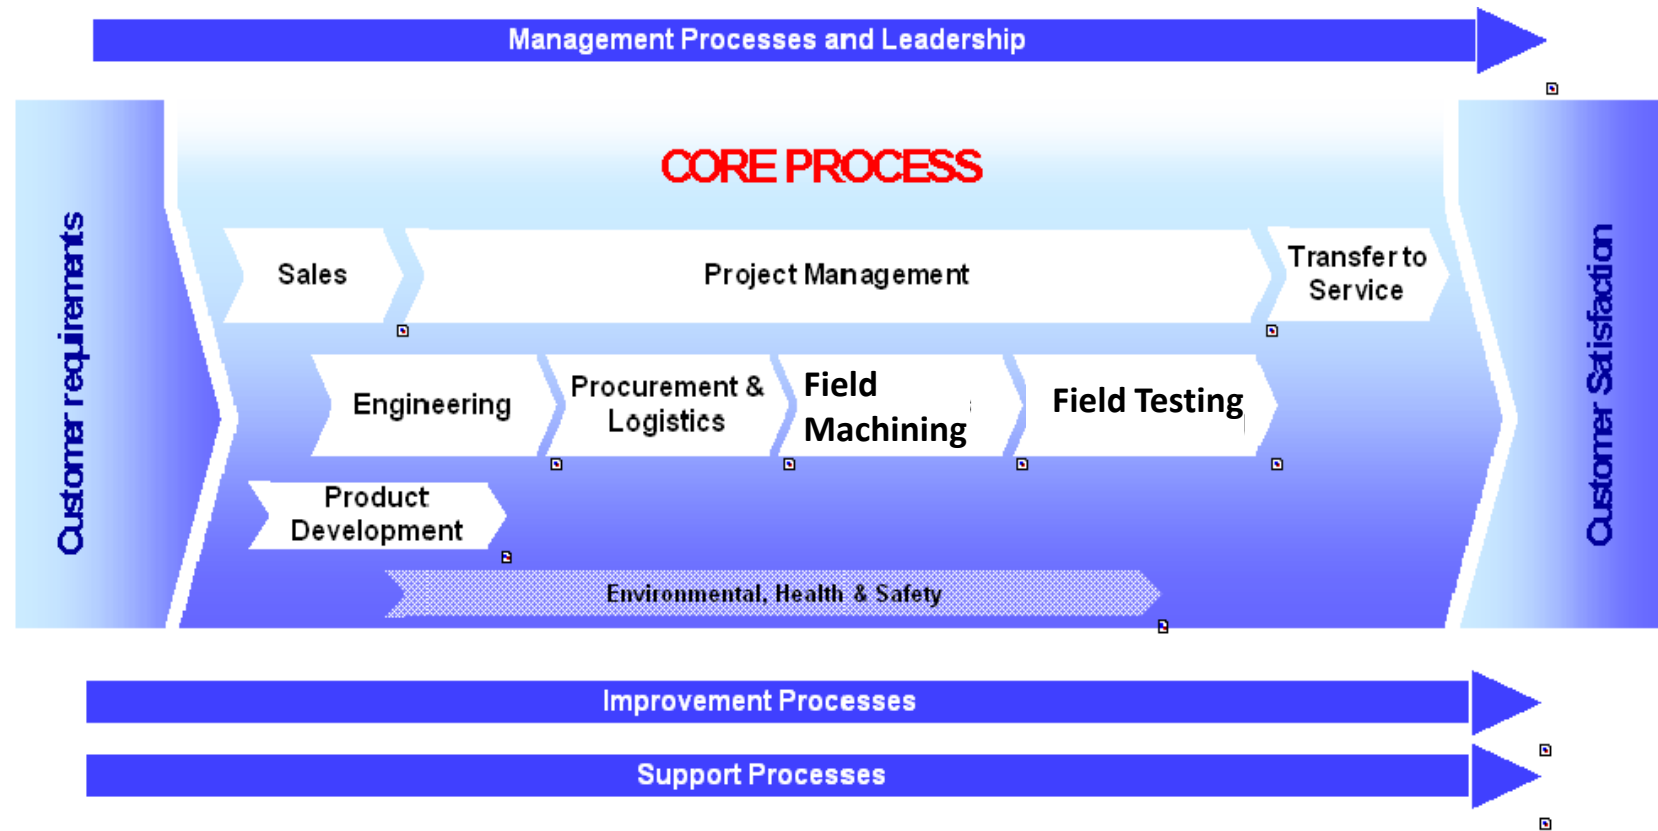 Management Processes and Leadership
CORE PROCESS
Customer requirements
Sales
Project Management
Transfer to
Service
Engineering
Procurement &
Logistics
Field
Machining
Field Testing
Product
Development
Environmental, Health & Safety
Customer Satisfaction
Improvement Processes
Support Processes